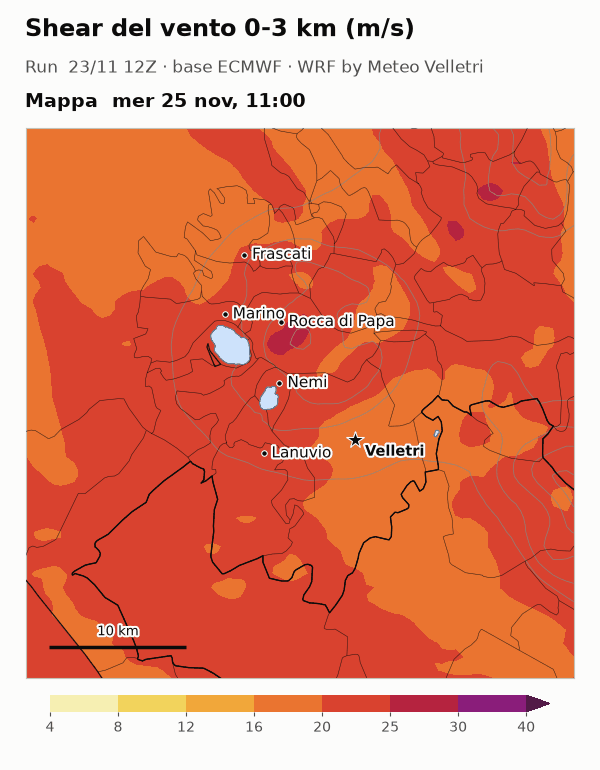 Shear del vento 0-3 km (m/s)
Run  23/11 12Z · base ECMWF · WRF by Meteo Velletri
Mappa  mer 25 nov, 11:00
Frascati
Marino
Rocca di Papa
Nemi
Velletri
Lanuvio
10 km
4 8 12 16 20 25 30 40